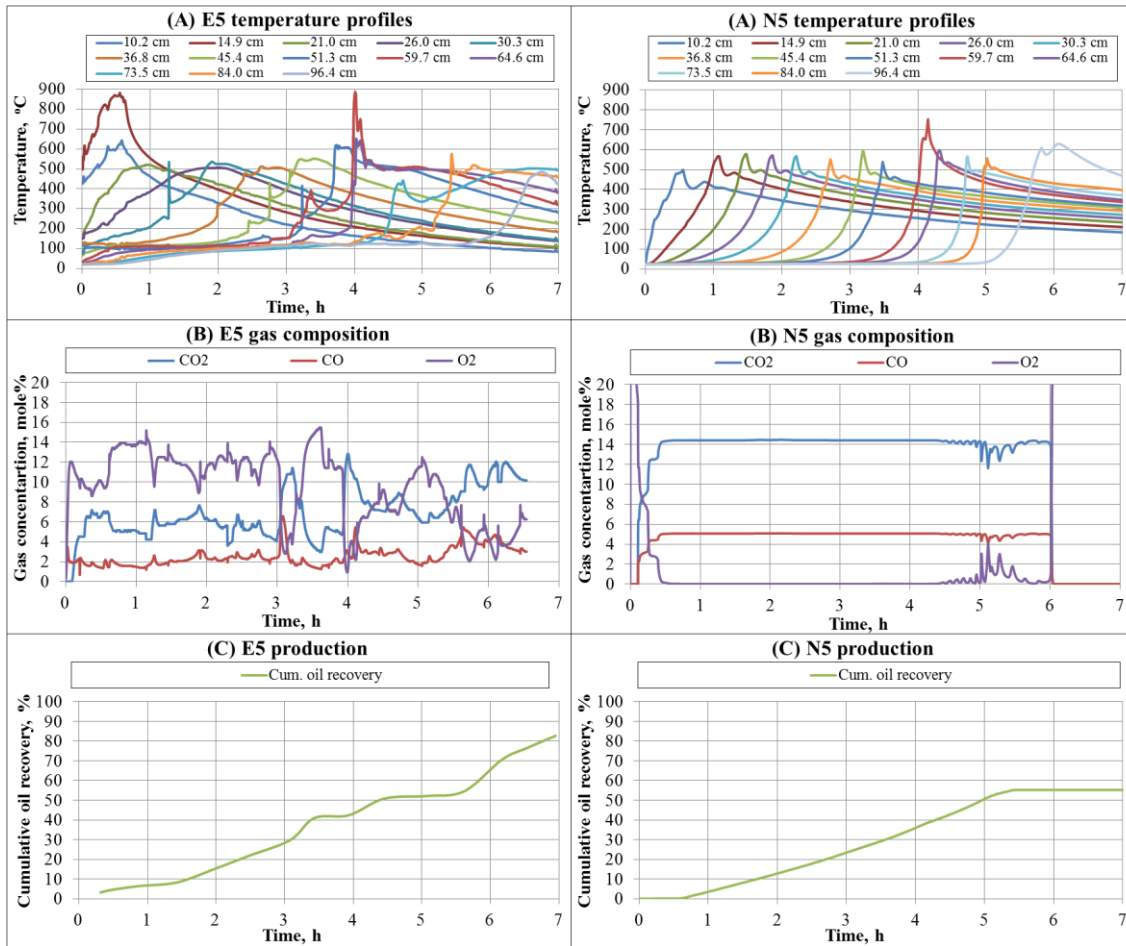 (A) E5 temperature profiles
10.2 cm 14.9 cm 21.0 cm 26.0 cm 30.3 cm
36.8 cm 45.4 cm 51.3 cm 59.7 cm 64.6 cm
73.5 cm 84.0 cm 96.4 cm
Temperature, ºC
900
800
700
600
500
400
300
200
100
0
0 1 2 3 4 5 6 7
Time, h
(A) N5 temperature profiles
10.2 cm 14.9 cm 21.0 cm 26.0 cm 30.3 cm
36.8 cm 45.4 cm 51.3 cm 59.7 cm 64.6 cm
73.5 cm 84.0 cm 96.4 cm
Temperature, ºC
900
800
700
600
500
400
300
200
100
0
0 1 2 3 4 5 6 7
Time, h
(B) E5 gas composition
CO2 CO O2
Gas concentartion, mole%
20
18
16
14
12
10
8
6
4
2
0
0 1 2 3 4 5 6 7
Time, h
(B) N5 gas composition
CO2 CO O2
Gas concentartion, mole%
20
18
16
14
12
10
8
6
4
2
0
0 1 2 3 4 5 6 7
Time, h
(C) E5 production
Cum. oil recovery
Cumulative oil recovery, %
100
90
80
70
60
50
40
30
20
10
0
0 1 2 3 4 5 6 7
Time, h
(C) N5 production
Cum. oil recovery
Cumulative oil recovery, %
100
90
80
70
60
50
40
30
20
10
0
0 1 2 3 4 5 6 7
Time, h